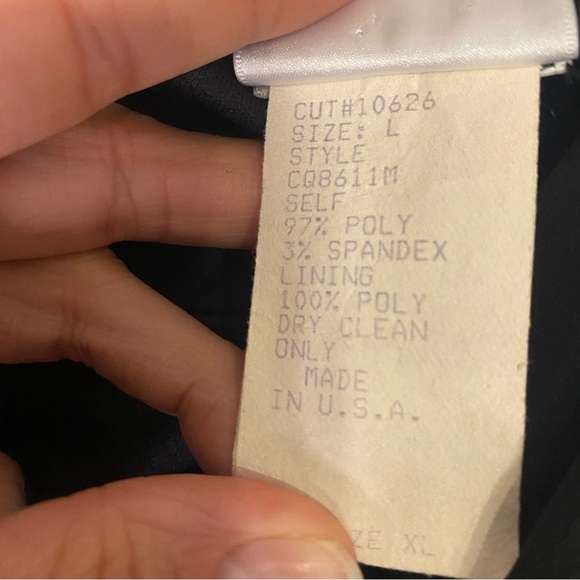 CUT#10626
SIZE: L
STYLE
CQ8611M
SELF
97% POLY
3% SPANDEX
LINING
100% POLY
DRY CLEAN
ONLY
MADE
IN U.S.A.
XL